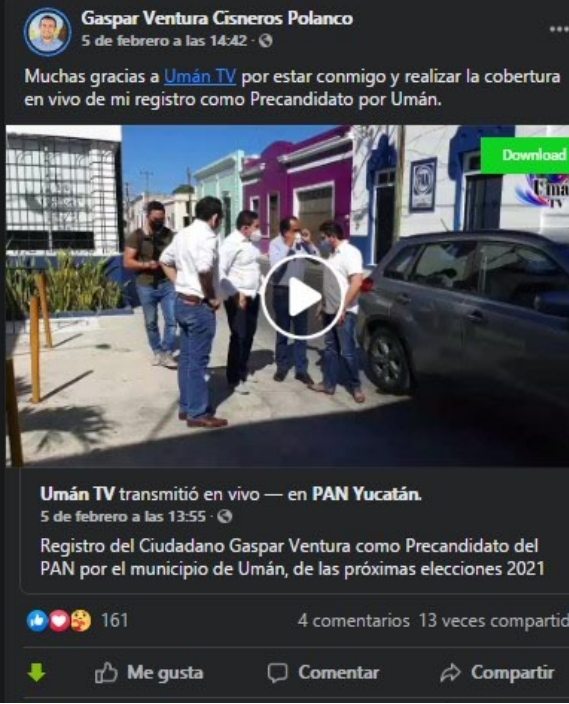 Gaspar Ventura Cisneros Polanco
5 de febrero a las 14:42 ·
Muchas gracias a Umán TV por estar conmigo y realizar la cobertura
en vivo de mi registro como Precandidato por Umán.
Download
TV
PAN
Umán TV transmitió en vivo — en PAN Yucatán.
5 de febrero a las 13:55 ·
Registro del Ciudadano Gaspar Ventura como Precandidato del
PAN por el municipio de Umán, de las próximas elecciones 2021
161
4 comentarios 13 veces compartid
Me gusta
Comentar
Compartir